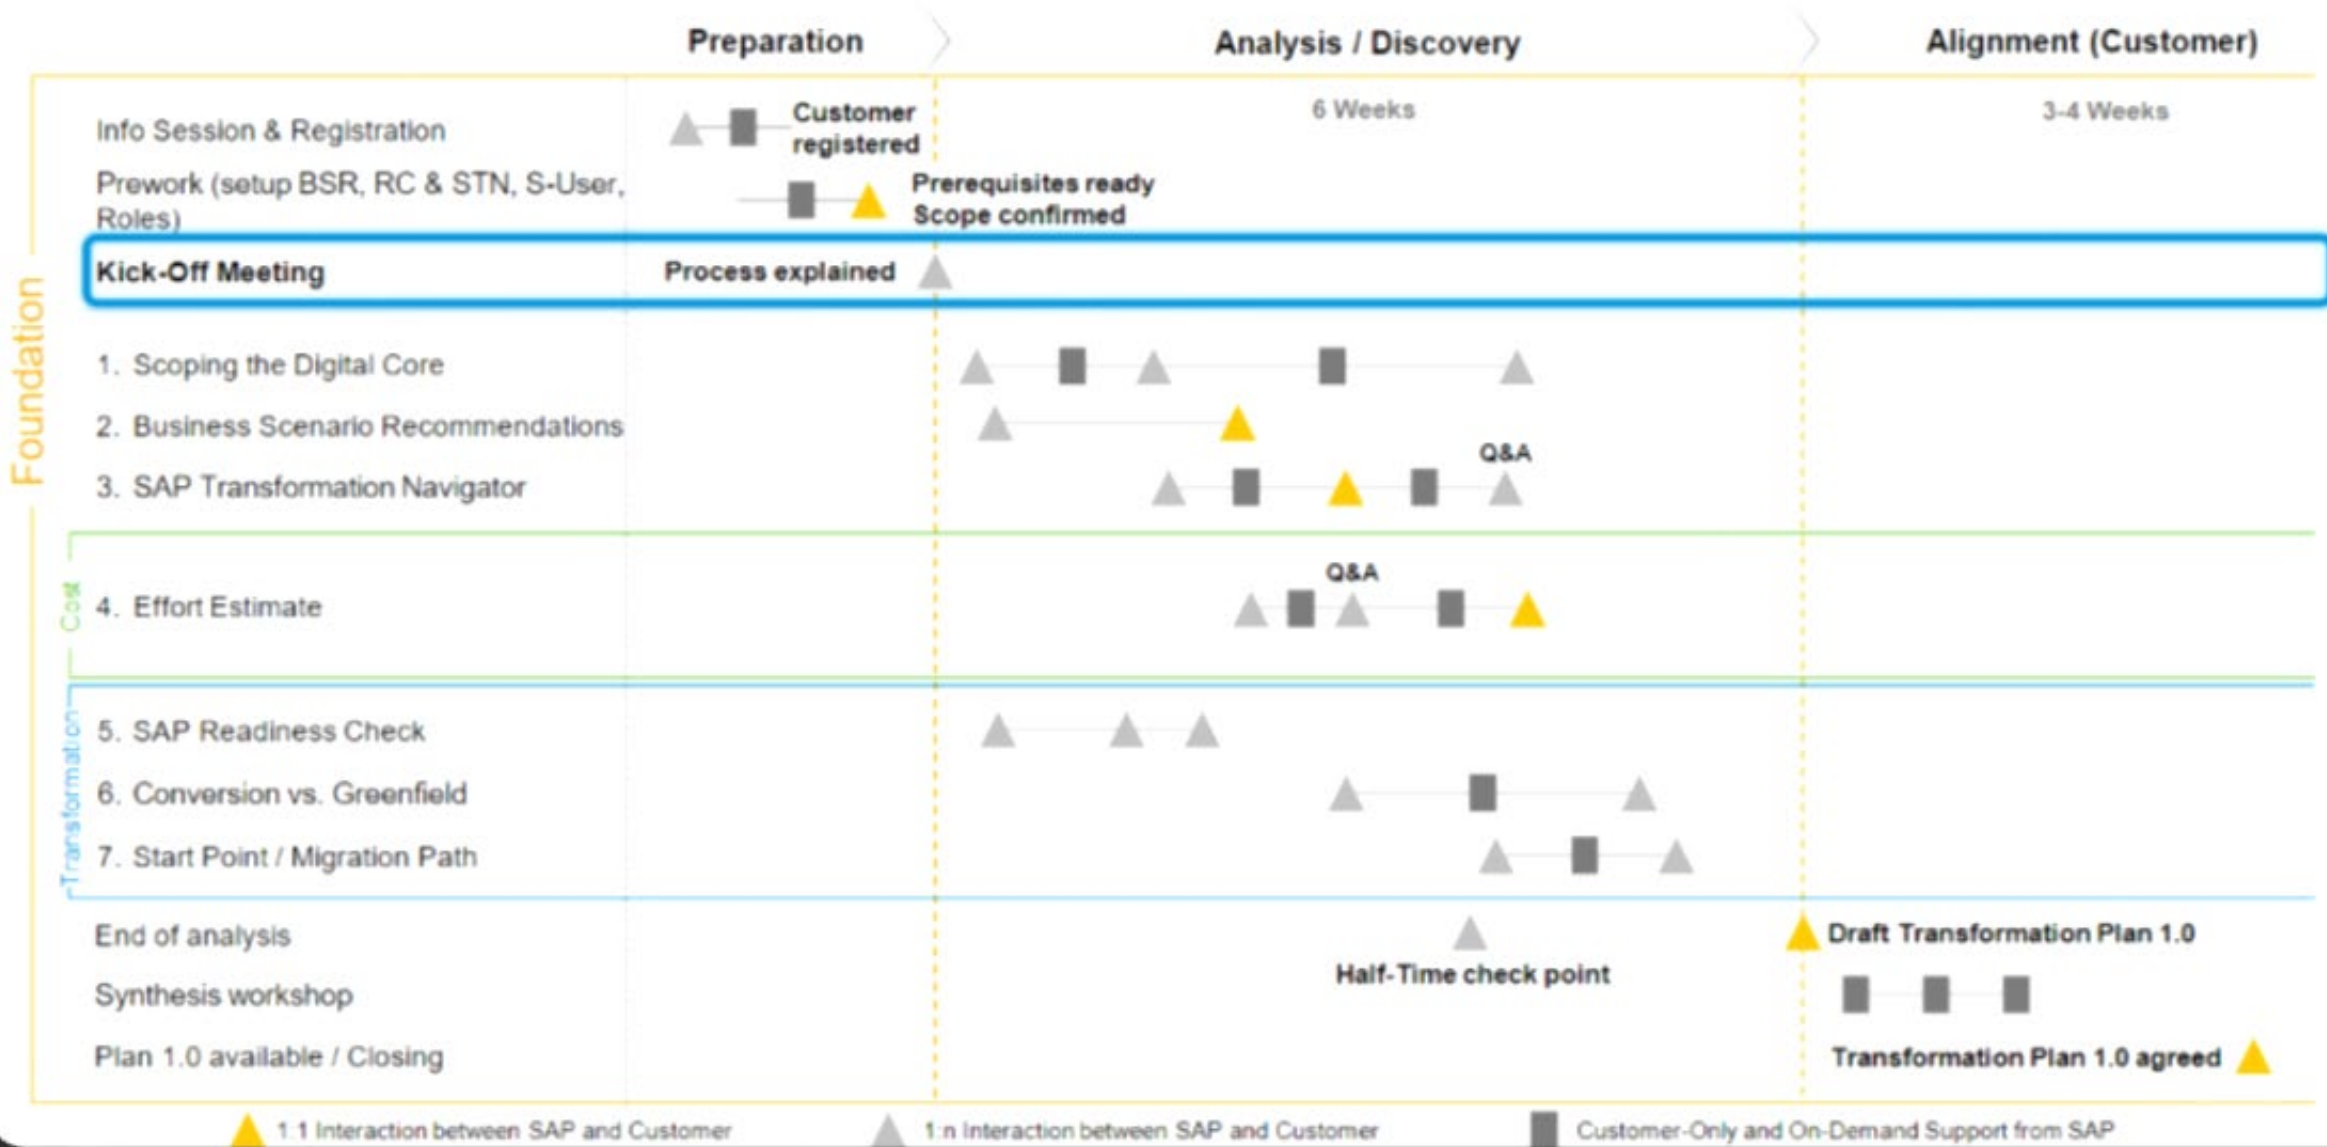 Preparation
Analysis / Discovery
Alignment (Customer)
6 Weeks
3-4 Weeks
Foundation
Info Session & Registration
Customer
registered
Prework (setup BSR, RC & STN, S-User,
Roles)
Prerequisites ready
Scope confirmed
Kick-Off Meeting
Process explained
1. Scoping the Digital Core
2. Business Scenario Recommendations
3. SAP Transformation Navigator
Q&A
Cost
4. Effort Estimate
Q&A
Transformation
5. SAP Readiness Check
6. Conversion vs. Greenfield
7. Start Point / Migration Path
End of analysis
Half-Time check point
Draft Transformation Plan 1.0
Synthesis workshop
Plan 1.0 available / Closing
Transformation Plan 1.0 agreed
1:1 Interaction between SAP and Customer
1:n Interaction between SAP and Customer
Customer-Only and On-Demand Support from SAP